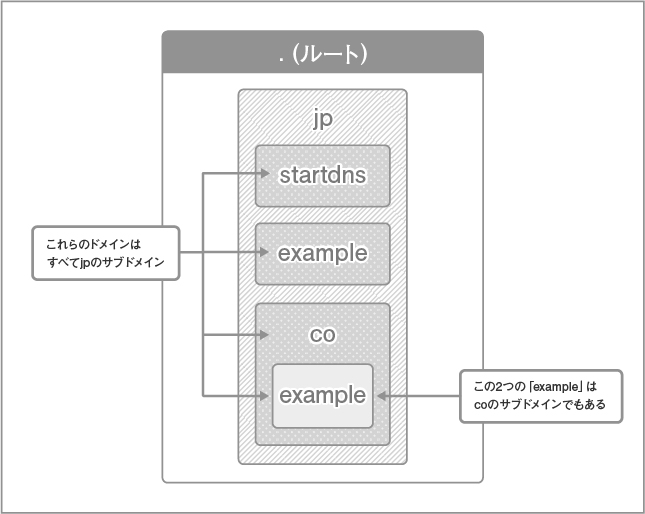 . (ルート)
jp
startdns
これらのドメインは
すべてjpのサブドメイン
example
co
example
この2つの「example」は
coのサブドメインでもある